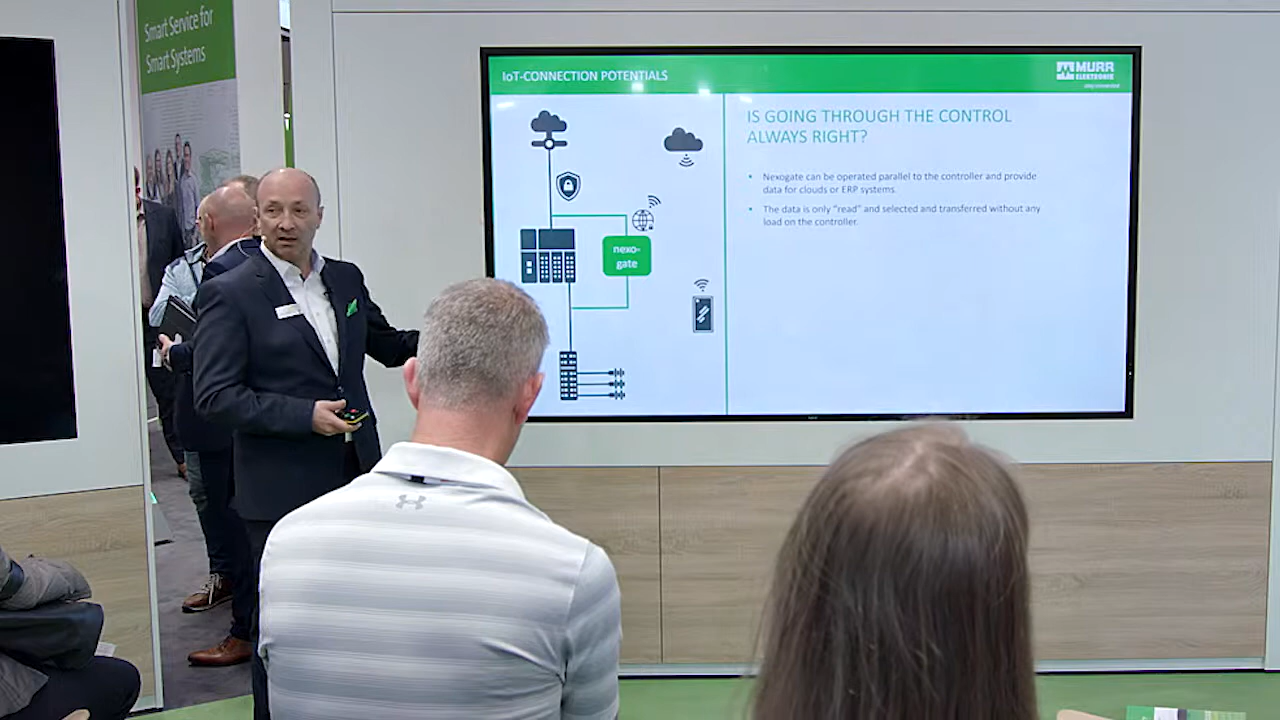 Smart Service for
Smart Systems
IoT-CONNECTION POTENTIALS
MURR
ELEKTRONIK
stay connected
IS GOING THROUGH THE CONTROL
ALWAYS RIGHT?
• Nexogate can be operated parallel to the controller and provide
data for clouds or ERP systems.
• The data is only "read" and selected and transferred without any
load on the controller.
nexo-
gate